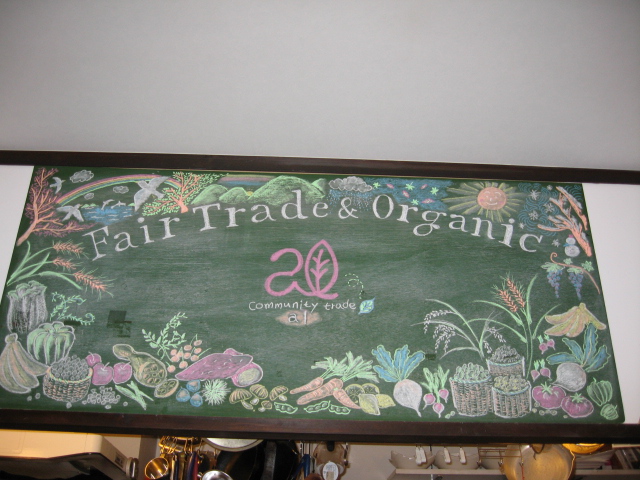 Fair Trade & Organic
community trade
al